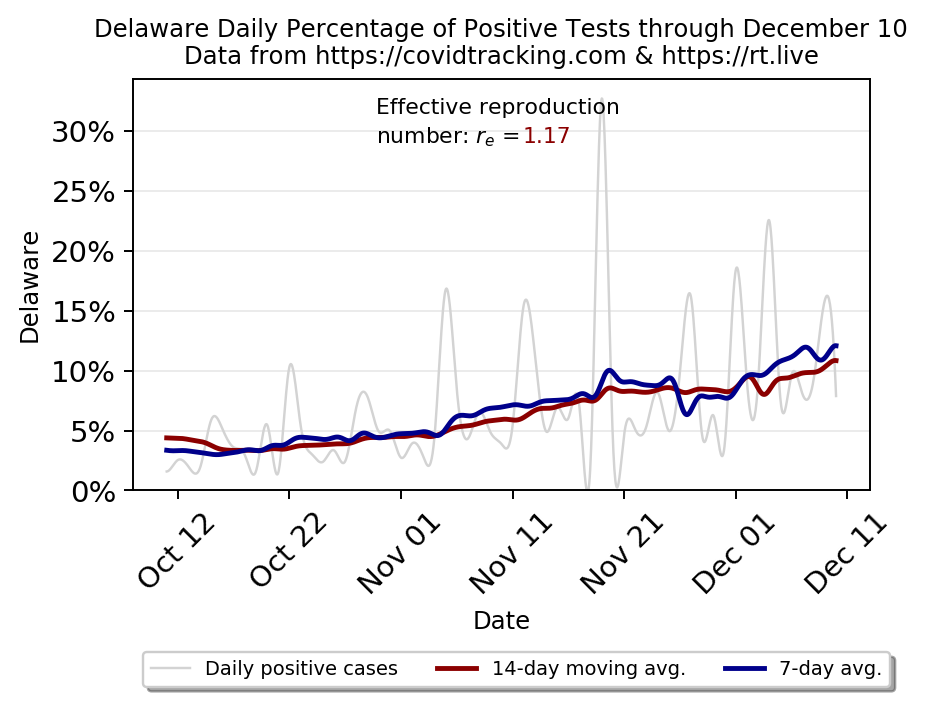 Delaware Daily Percentage of Positive Tests through December 10
Data from https://covidtracking.com & https://rt.live
Effective reproduction
number: rₑ =1.17
30%
25%
20%
15%
10%
5%
0%
Delaware
Oct 12
Oct 22
Nov 01
Nov 11
Nov 21
Dec 01
Dec 11
Date
Daily positive cases
14-day moving avg.
7-day avg.